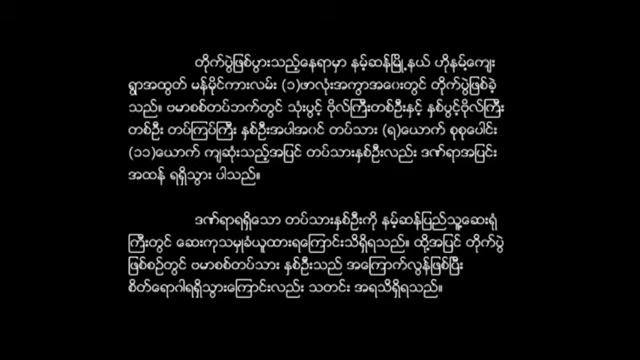 တိုက်ပွဲဖြစ်ပွားသည့်နေရာမှာ နမ့်ဆန်မြို့နယ် ဟိုနမ့်ကျေး
ရွာအထွတ် မန်မိုင်ကားလမ်း (၁)ဖာလုံးအကွာအဝေးတွင် တိုက်ပွဲဖြစ်ခဲ့
သည်။ ဗမာစစ်တပ်ဘက်တွင် သုံးပွင့် ဗိုလ်ကြီးတစ်ဦးနှင့် နှစ်ပွင့်ဗိုလ်ကြီး
တစ်ဦး တပ်ကြပ်ကြီး နှစ်ဦးအပါအဝင် တပ်သား (၇)ယောက် စုစုပေါင်း
(၁၁)ယောက် ကျဆုံးသည့်အပြင် တပ်သားနှစ်ဦးလည်း ဒဏ်ရာအပြင်း
အထန် ရရှိသွား ပါသည်။
ဒဏ်ရာရရှိသော တပ်သားနှစ်ဦးကို နမ့်ဆန်ပြည်သူ့ဆေးရုံ
ကြီးတွင် ဆေးကုသမှုခံယူထားရကြောင်းသိရှိရသည်။ ထို့အပြင် တိုက်ပွဲ
ဖြစ်စဉ်တွင် ဗမာစစ်တပ်သား နှစ်ဦးသည် အကြောက်လွန်ဖြစ်ပြီး
စိတ်ရောဂါရရှိသွားကြောင်းလည်း သတင်း အရသိရှိရသည်။